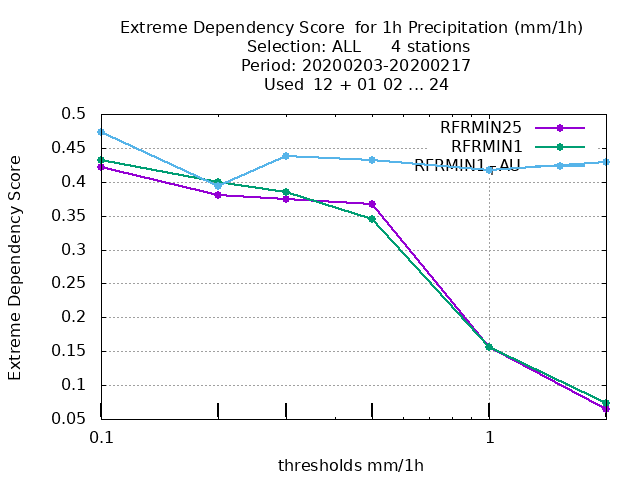 Extreme Dependency Score  for 1h Precipitation (mm/1h)
Selection: ALL      4 stations
Period: 20200203-20200217
Used  12 + 01 02 ... 24
RFRMIN25
RFRMIN1
RFRMIN1_AU
Extreme Dependency Score
0.5
0.45
0.4
0.35
0.3
0.25
0.2
0.15
0.1
0.05
0.1 1
thresholds mm/1h